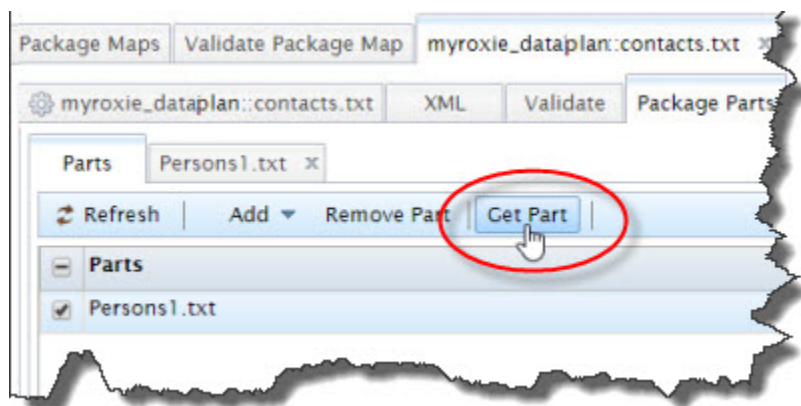 Package Maps Validate Package Map myroxie_dataplan::contacts.txt x
myroxie_dataplan::contacts.txt XML Validate Package Parts
Parts Persons1.txt x
Refresh Add Remove Part Get Part
Parts
Persons1.txt